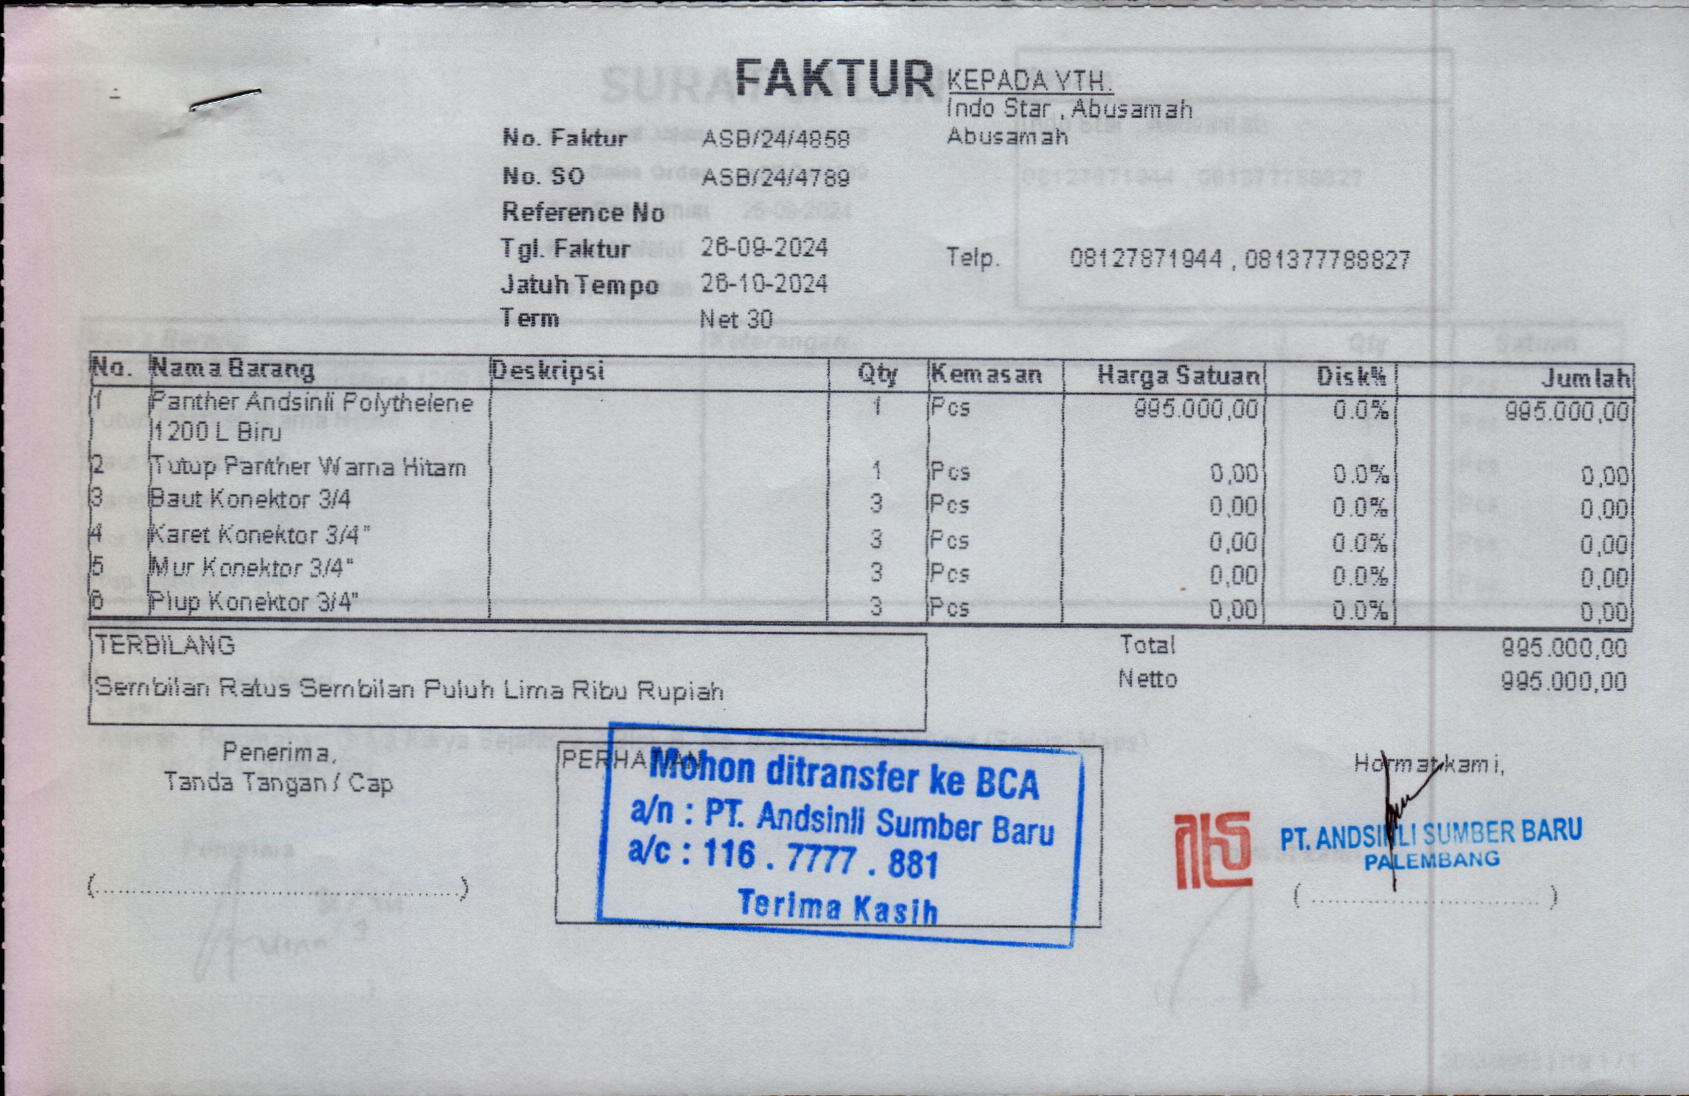 FAKTUR
KEPADA YTH.
Indo Star , Abusamah
Abusamah
No. Faktur ASB/24/4858
No. SO ASB/24/4789
Reference No
Tgl. Faktur 26-09-2024
Telp. 08127871944 , 081377788827
Jatuh Tempo 26-10-2024
Term Net 30
No. Nama Barang Deskripsi Qty Kemasan Harga Satuan Disk% Jumlah
1 Panther Andsinli Polythelene 1 Pcs 995.000,00 0.0% 995.000,00
1200 L Biru
2 Tutup Panther Warna Hitam 1 Pcs 0,00 0.0% 0,00
3 Baut Konektor 3/4 3 Pcs 0,00 0.0% 0,00
4 Karet Konektor 3/4" 3 Pcs 0,00 0.0% 0,00
5 Mur Konektor 3/4" 3 Pcs 0,00 0.0% 0,00
6 Plup Konektor 3/4" 3 Pcs 0,00 0.0% 0,00
TERBILANG
Sembilan Ratus Sembilan Puluh Lima Ribu Rupiah
Total 995.000,00
Netto 995.000,00
Penerima,
Tanda Tangan / Cap
(........................................................)
PERHATIAN
Mohon ditransfer ke BCA
a/n : PT. Andsinli Sumber Baru
a/c : 116 . 7777 . 881
Terima Kasih
Hormat kami,
PT. ANDSINLI SUMBER BARU
PALEMBANG
(...................................)